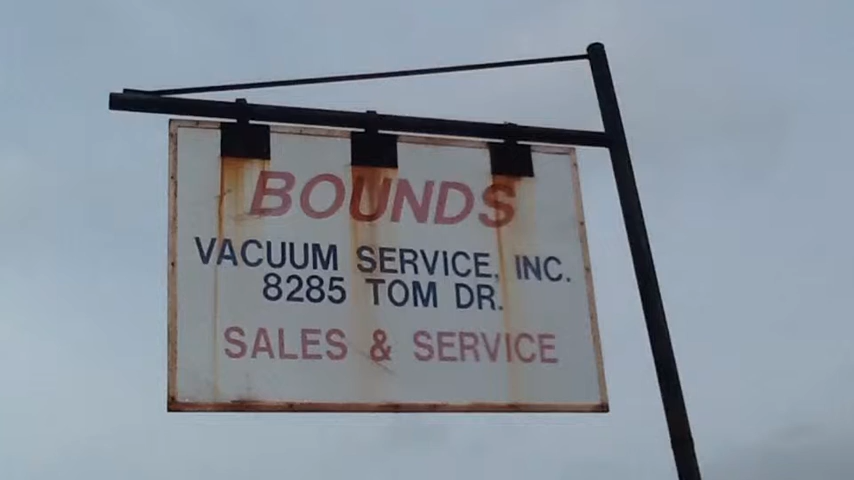 BOUNDS
VACUUM SERVICE, INC.
8285 TOM DR.
SALES & SERVICE